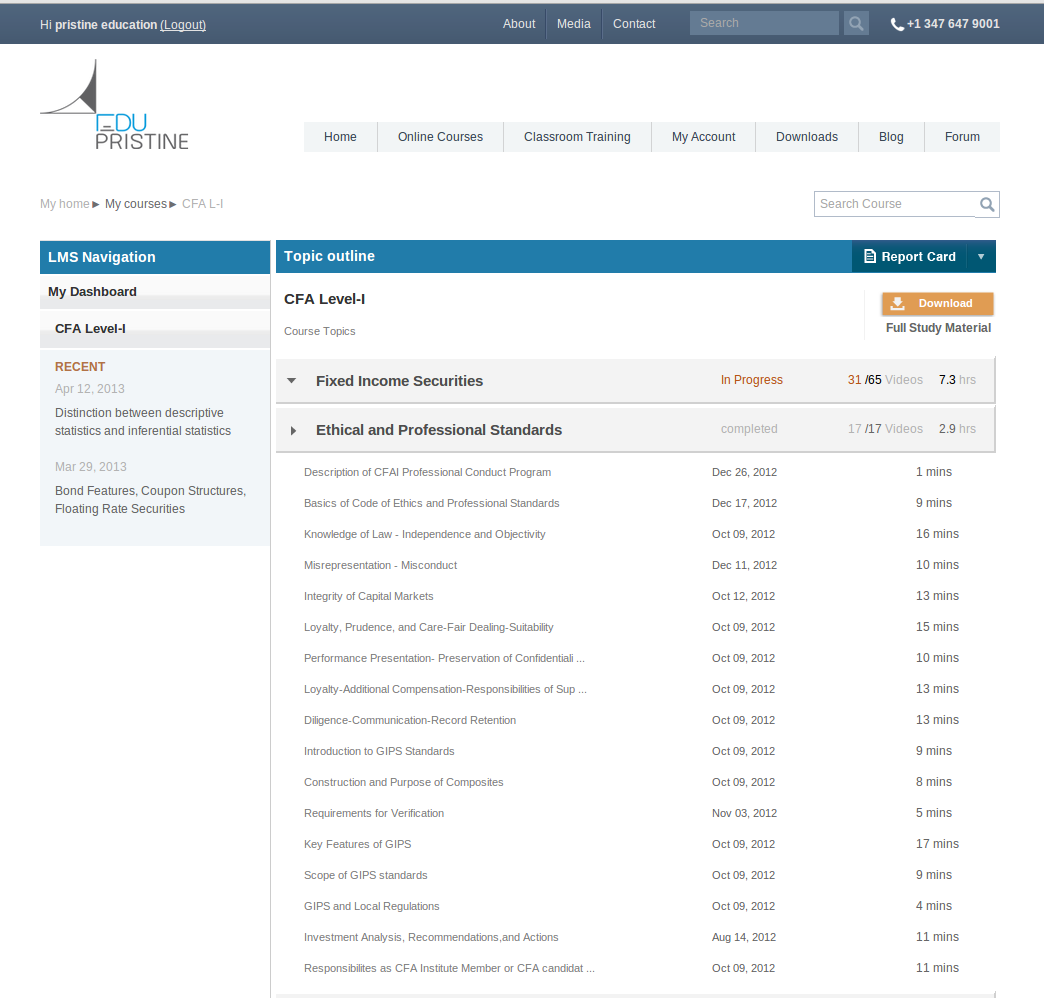 Hi pristine education (Logout)
About Media Contact Search +1 347 647 9001
EDU
PRISTINE
Home Online Courses Classroom Training My Account Downloads Blog Forum
My home ► My courses ► CFA L-I
Search Course
LMS Navigation
My Dashboard
CFA Level-I
RECENT
Apr 12, 2013
Distinction between descriptive
statistics and inferential statistics
Mar 29, 2013
Bond Features, Coupon Structures,
Floating Rate Securities
Topic outline
Report Card
CFA Level-I
Course Topics
Download
Full Study Material
Fixed Income Securities In Progress 31 /65 Videos 7.3 hrs
Ethical and Professional Standards completed 17 /17 Videos 2.9 hrs
Description of CFAI Professional Conduct Program Dec 26, 2012 1 mins
Basics of Code of Ethics and Professional Standards Dec 17, 2012 9 mins
Knowledge of Law - Independence and Objectivity Oct 09, 2012 16 mins
Misrepresentation - Misconduct Dec 11, 2012 10 mins
Integrity of Capital Markets Oct 12, 2012 13 mins
Loyalty, Prudence, and Care-Fair Dealing-Suitability Oct 09, 2012 15 mins
Performance Presentation- Preservation of Confidentiali ... Oct 09, 2012 10 mins
Loyalty-Additional Compensation-Responsibilities of Sup ... Oct 09, 2012 13 mins
Diligence-Communication-Record Retention Oct 09, 2012 13 mins
Introduction to GIPS Standards Oct 09, 2012 9 mins
Construction and Purpose of Composites Oct 09, 2012 8 mins
Requirements for Verification Nov 03, 2012 5 mins
Key Features of GIPS Oct 09, 2012 17 mins
Scope of GIPS standards Oct 09, 2012 9 mins
GIPS and Local Regulations Oct 09, 2012 4 mins
Investment Analysis, Recommendations,and Actions Aug 14, 2012 11 mins
Responsibilites as CFA Institute Member or CFA candidat ... Oct 09, 2012 11 mins